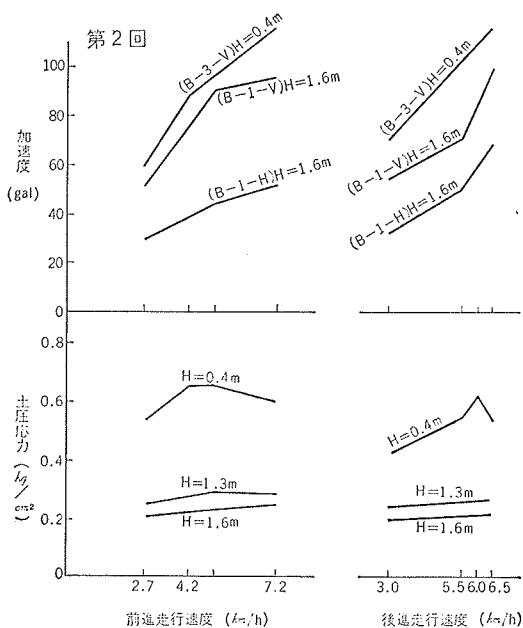 第2回
100
80
60
40
20
0
加速度
(gal)
(B-3-V)H=0.4m
(B-1-V)H=1.6m
(B-1-H)H=1.6m
(B-3-V)H=0.4m
(B-1-V)H=1.6m
(B-1-H)H=1.6m
0.8
0.6
0.4
0.2
0
土圧応力(kg/cm²)
H=0.4m
H=1.3m
H=1.6m
H=0.4m
H=1.3m
H=1.6m
2.7 4.2 7.2
3.0 5.5 6.0 6.5
前進走行速度 (km/h)
後進走行速度 (km/h)